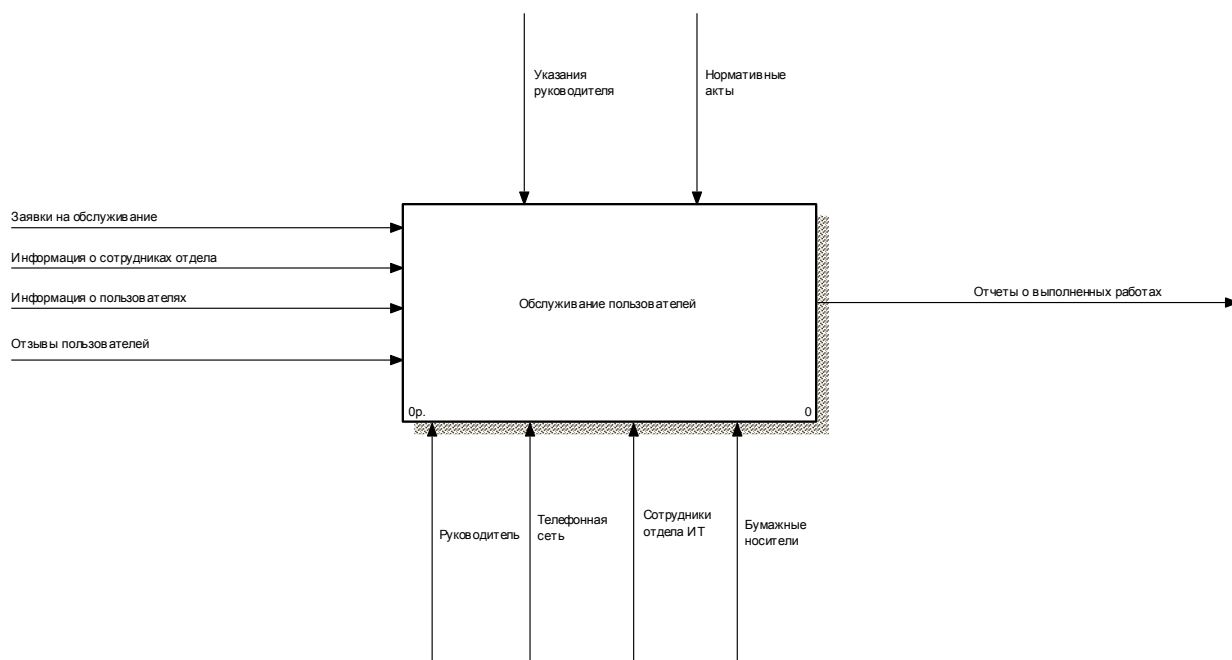 Указания
руководителя
Нормативные
акты
Заявки на обслуживание
Информация о сотрудниках отдела
Информация о пользователях
Отзывы пользователей
Обслуживание пользователей
Отчеты о выполненных работах
0р.
0
Руководитель
Телефонная
сеть
Сотрудники
отдела ИТ
Бумажные
носители